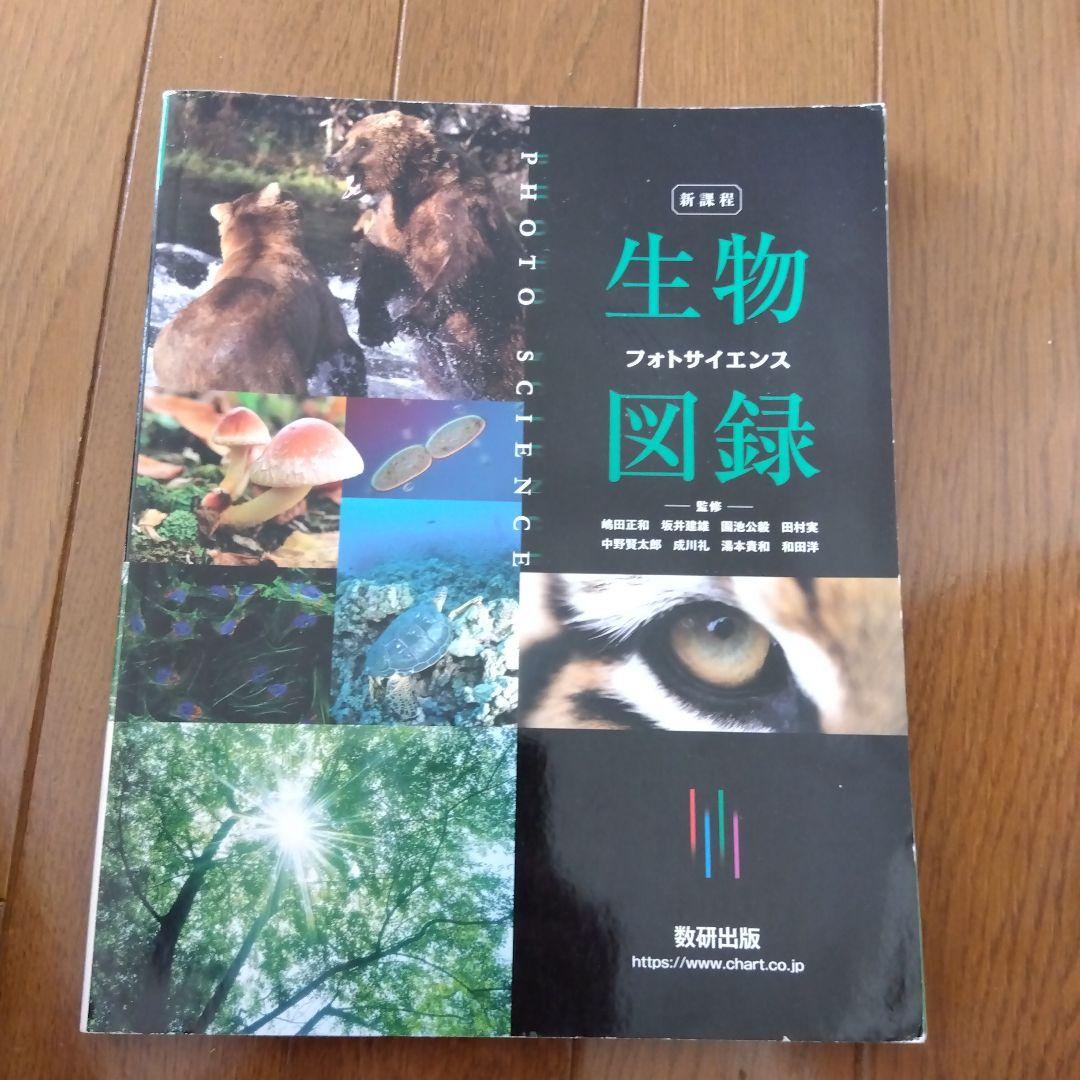 PHOTO SCIENCE
新課程
生物
フォトサイエンス
図録
監修
嶋田正和 坂井建雄 園池公毅 田村実
中野賢太郎 成川礼 湯本貴和 和田洋
数研出版
https://www.chart.co.jp